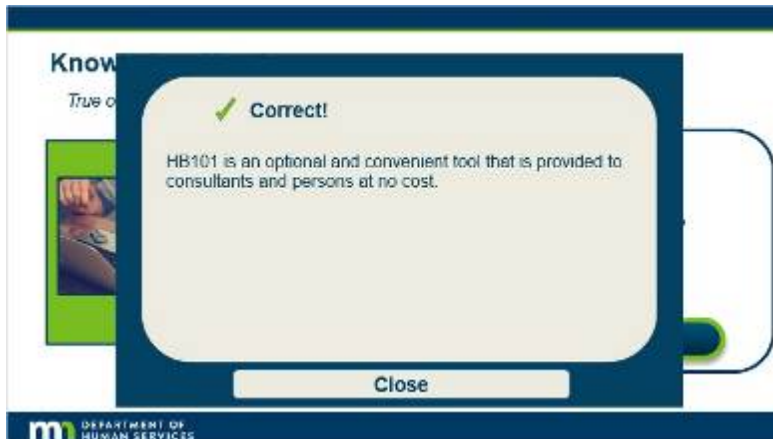 Know
True o
Correct!
HB101 is an optional and convenient tool that is provided to
consultants and persons at no cost.
Close
DEPARTMENT OF
HUMAN SERVICES